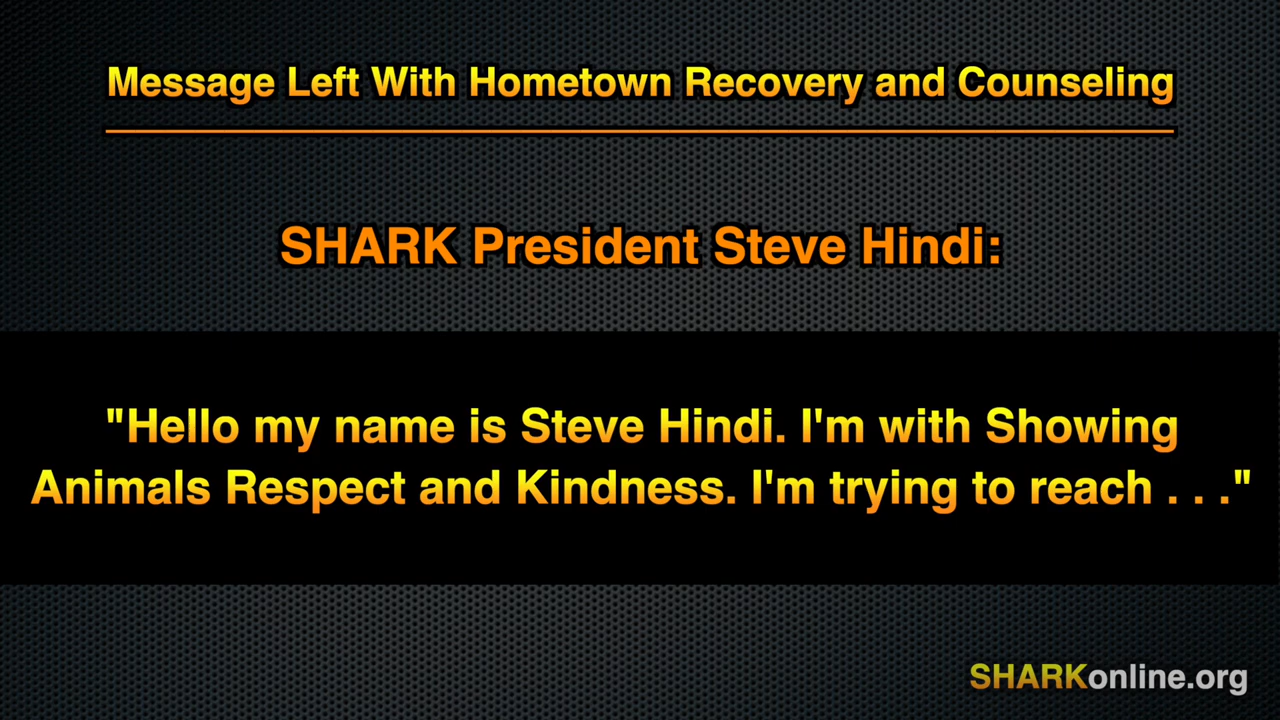 Message Left With Hometown Recovery and Counseling
SHARK President Steve Hindi:
"Hello my name is Steve Hindi. I'm with Showing
Animals Respect and Kindness. I'm trying to reach . . ."
SHARKonline.org